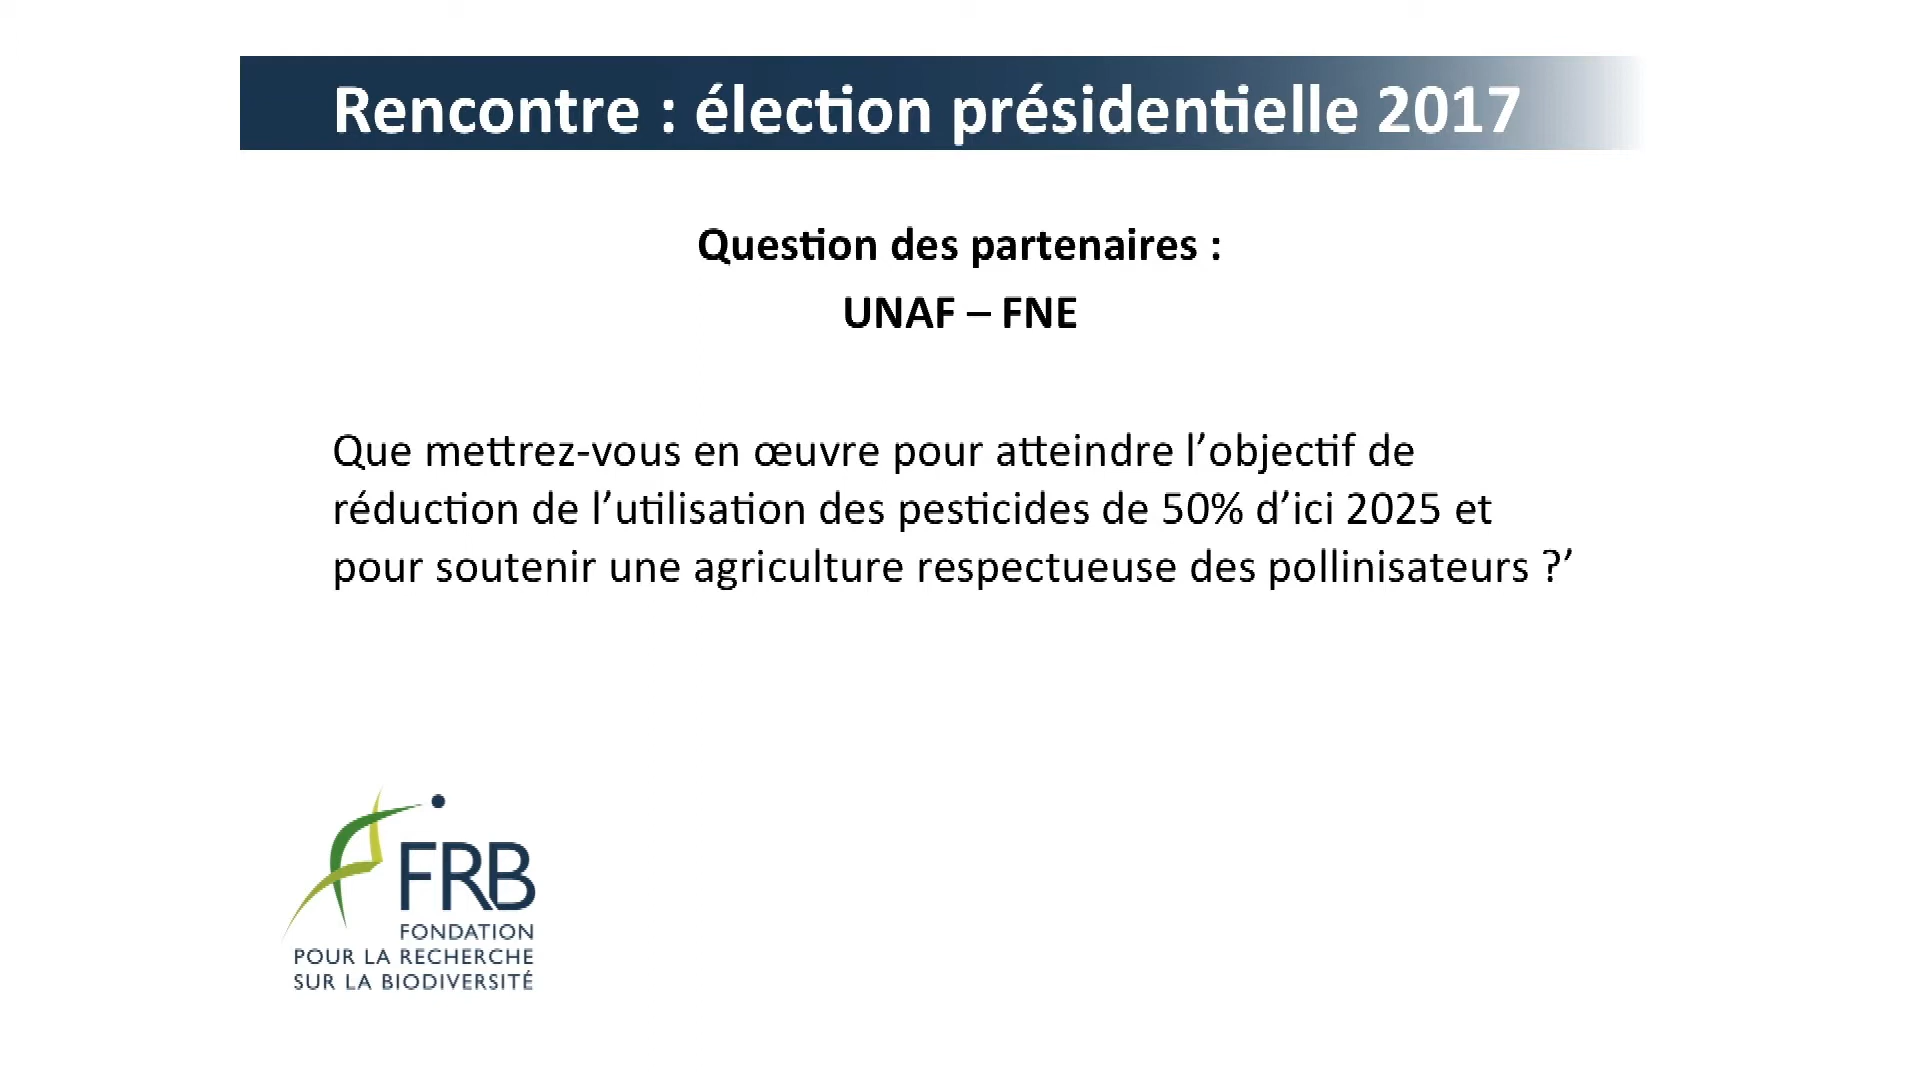 Rencontre : élection présidentielle 2017
Question des partenaires :
UNAF – FNE
Que mettrez-vous en œuvre pour atteindre l’objectif de
réduction de l’utilisation des pesticides de 50% d’ici 2025 et
pour soutenir une agriculture respectueuse des pollinisateurs ?’
FRB
FONDATION
POUR LA RECHERCHE
SUR LA BIODIVERSITÉ